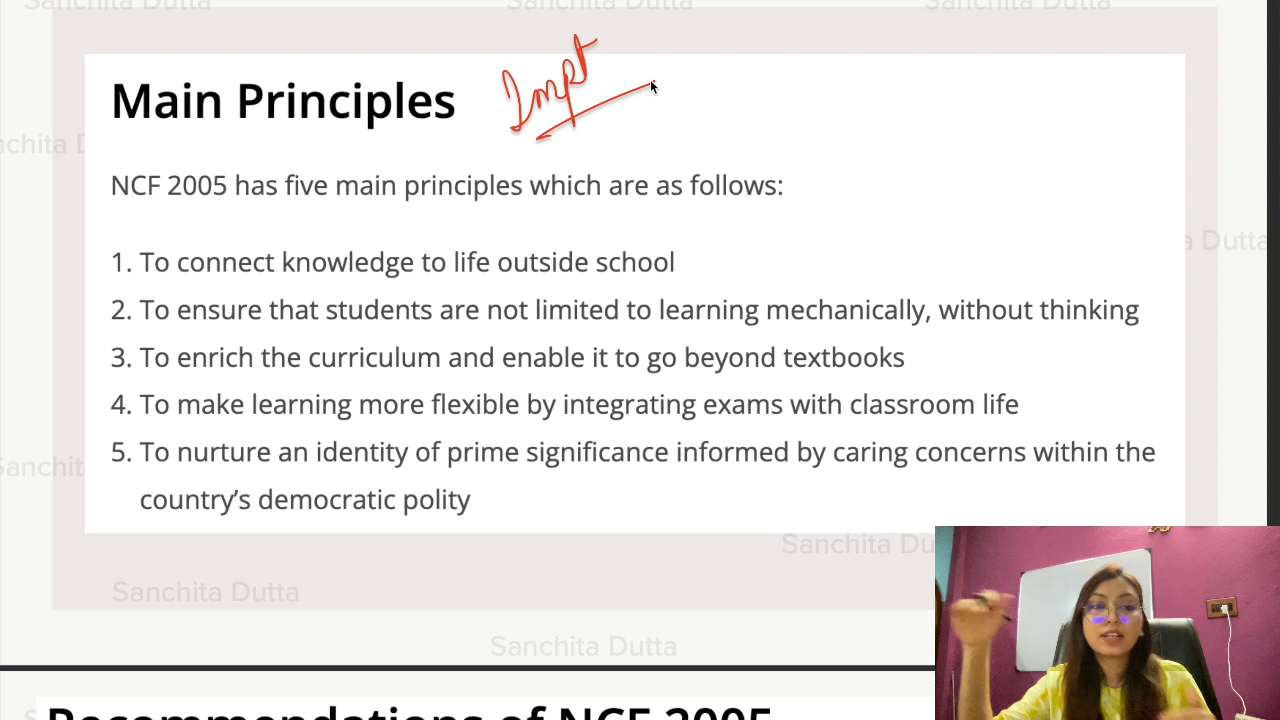 Sanchita Dutta Sanchita Dutta Sanchita Dutta
Main Principles Impt
nchita D
NCF 2005 has five main principles which are as follows:
a Dutta
1. To connect knowledge to life outside school
2. To ensure that students are not limited to learning mechanically, without thinking
3. To enrich the curriculum and enable it to go beyond textbooks
4. To make learning more flexible by integrating exams with classroom life
5. To nurture an identity of prime significance informed by caring concerns within the
Sanchit
country’s democratic polity
Sanchita Du
Sanchita Dutta
Sanchita Dutta
Recommendations of NCF 2005